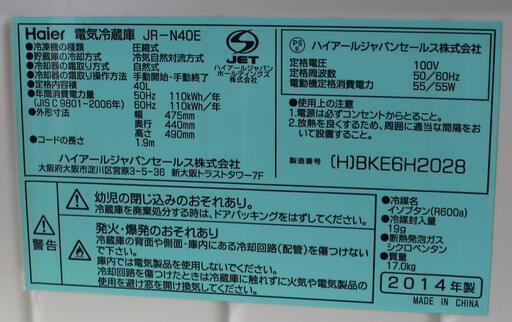 Haier 電気冷蔵庫 JR-N40E
●冷凍機の種類 圧縮式
●貯蔵庫の冷却方式 冷気自然対流方式
●冷却器の霜取り方式 自然式
●冷却器の霜取り操作方法 手動開始・手動終了
●定格内容積 40L
●年間消費電力量 50Hz 110kWh/年
(JIS C 9801-2006年) 60Hz 110kWh/年
●外形寸法 幅 475mm
奥行 440mm
高さ 490mm
●コードの長さ 1.9m
ハイアールジャパンセールス株式会社
大阪府大阪市淀川区宮原3-5-36 新大阪トラストタワー7F
S
JET
ハイアールジャパン
ホールディングス
株式会社
PS
E
ハイアールジャパンセールス株式会社
定格電圧 100V
定格周波数 50/60Hz
電動機定格消費電力 55/55W
●使用上の注意
1.電源は必ずコンセントからとること。
2.放熱を良くするため、周囲に適当な間隔をおいて設置すること。
製造番号 (H)BKE6H2028
警告
幼児の閉じ込みのおそれあり。
冷蔵庫を廃棄処分する時は、ドアパッキングをはずしてください。
発火・爆発のおそれあり
冷蔵庫の背面や側面・庫内にある冷却回路(配管)を傷つけないで下さい。
庫内では電気製品を使用しないで下さい。
冷却回路を傷つけたときは冷蔵庫に触れずに火気や電気製品の
使用を避け窓を開け換気して下さい。
●冷媒名
イソブタン(R600a)
●冷媒封入量
19g
●断熱発泡ガス
シクロペンタン
●質量
17.0kg
2014年製
MADE IN CHINA